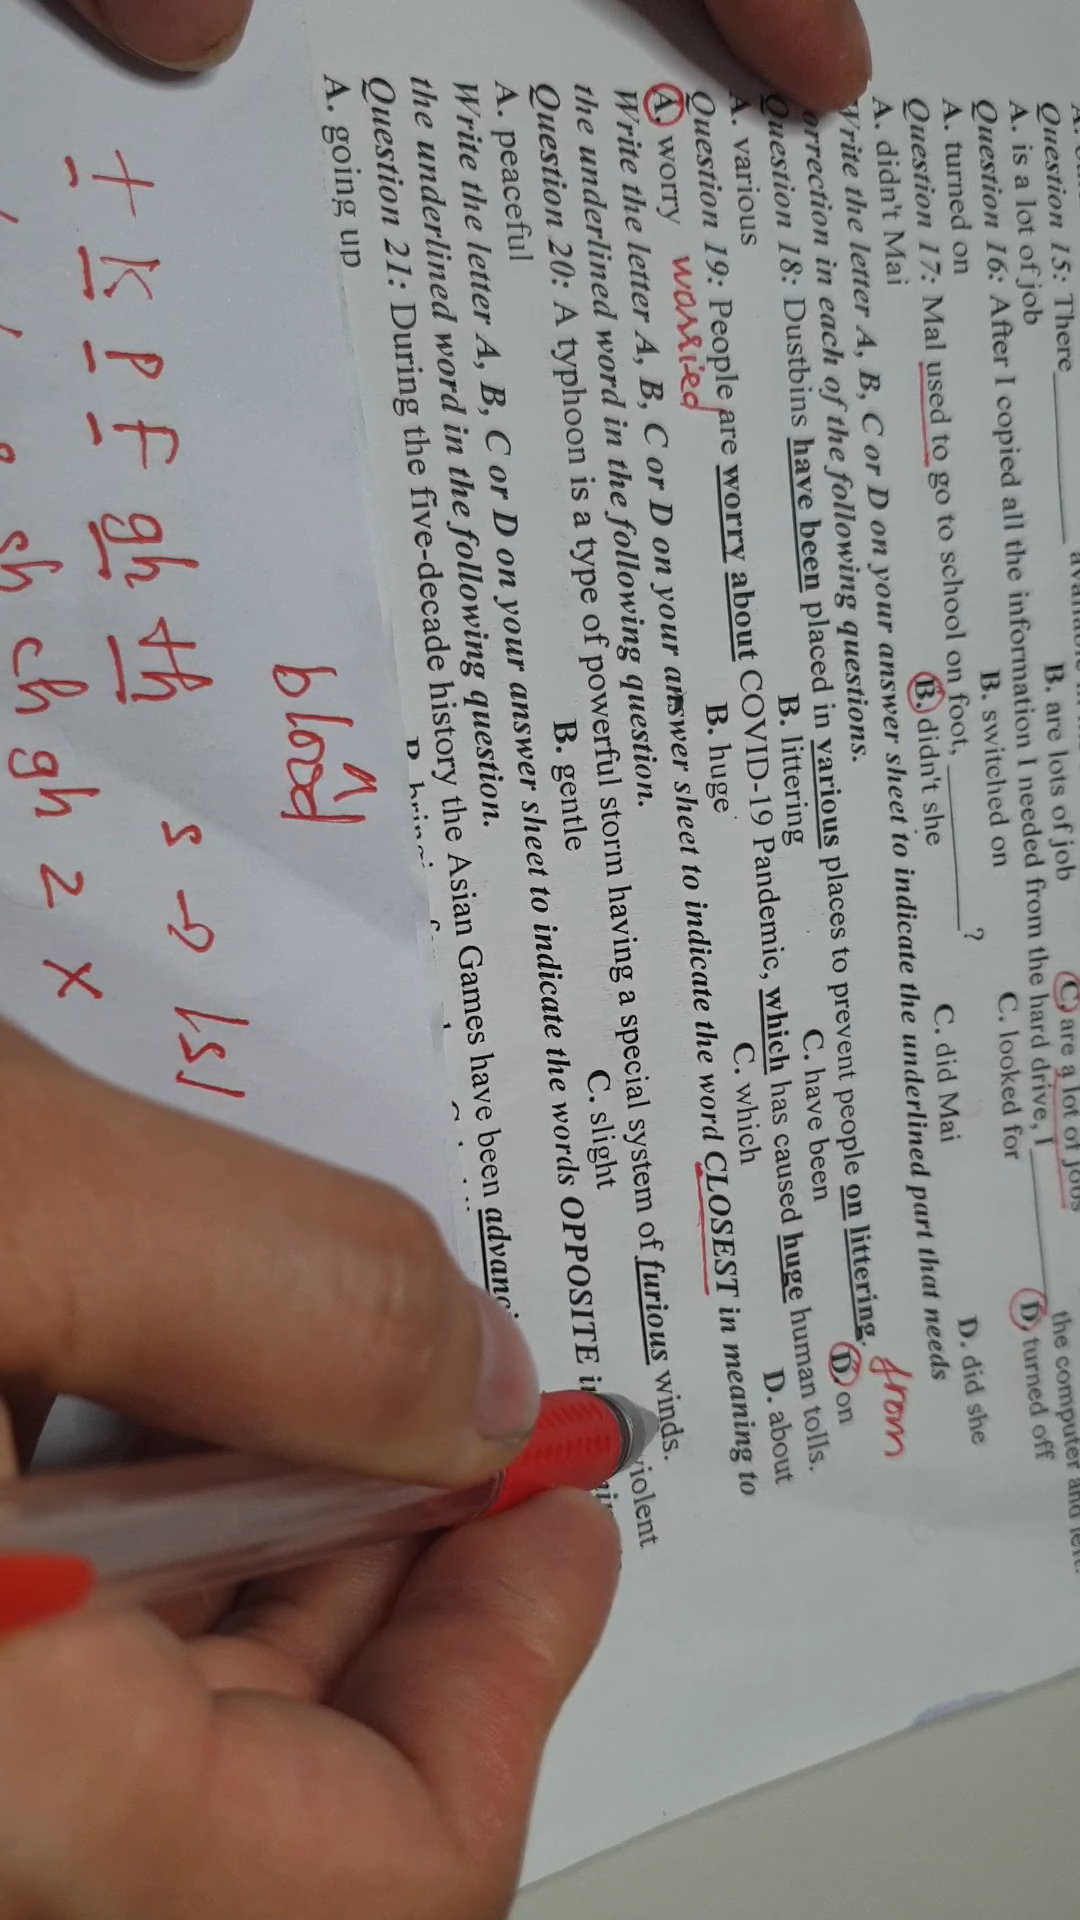 Question 15: There
A. is a lot of job B. are lots of job C. are a lot of jobs
Question 16: After I copied all the information I needed from the hard drive, I the computer and left.
A. turned on B. switched on C. looked for D. turned off
Question 17: Mal used to go to school on foot, ?
A. didn't Mai B. didn't she C. did Mai D. did she
Write the letter A, B, C or D on your answer sheet to indicate the underlined part that needs
orrection in each of the following questions.
Question 18: Dustbins have been placed in various places to prevent people on littering. from
A. various B. littering C. have been D. on
Question 19: People are worry about COVID-19 Pandemic, which has caused huge human tolls.
A. worry worried B. huge C. which D. about
Write the letter A, B, C or D on your answer sheet to indicate the word CLOSEST in meaning to
the underlined word in the following question.
Question 20: A typhoon is a type of powerful storm having a special system of furious winds.
A. peaceful B. gentle C. slight violent
Write the letter A, B, C or D on your answer sheet to indicate the words OPPOSITE
the underlined word in the following question.
Question 21: During the five-decade history the Asian Games have been
A. going up
blood
s → /s/
t k p f gh th
sh ch gh z x